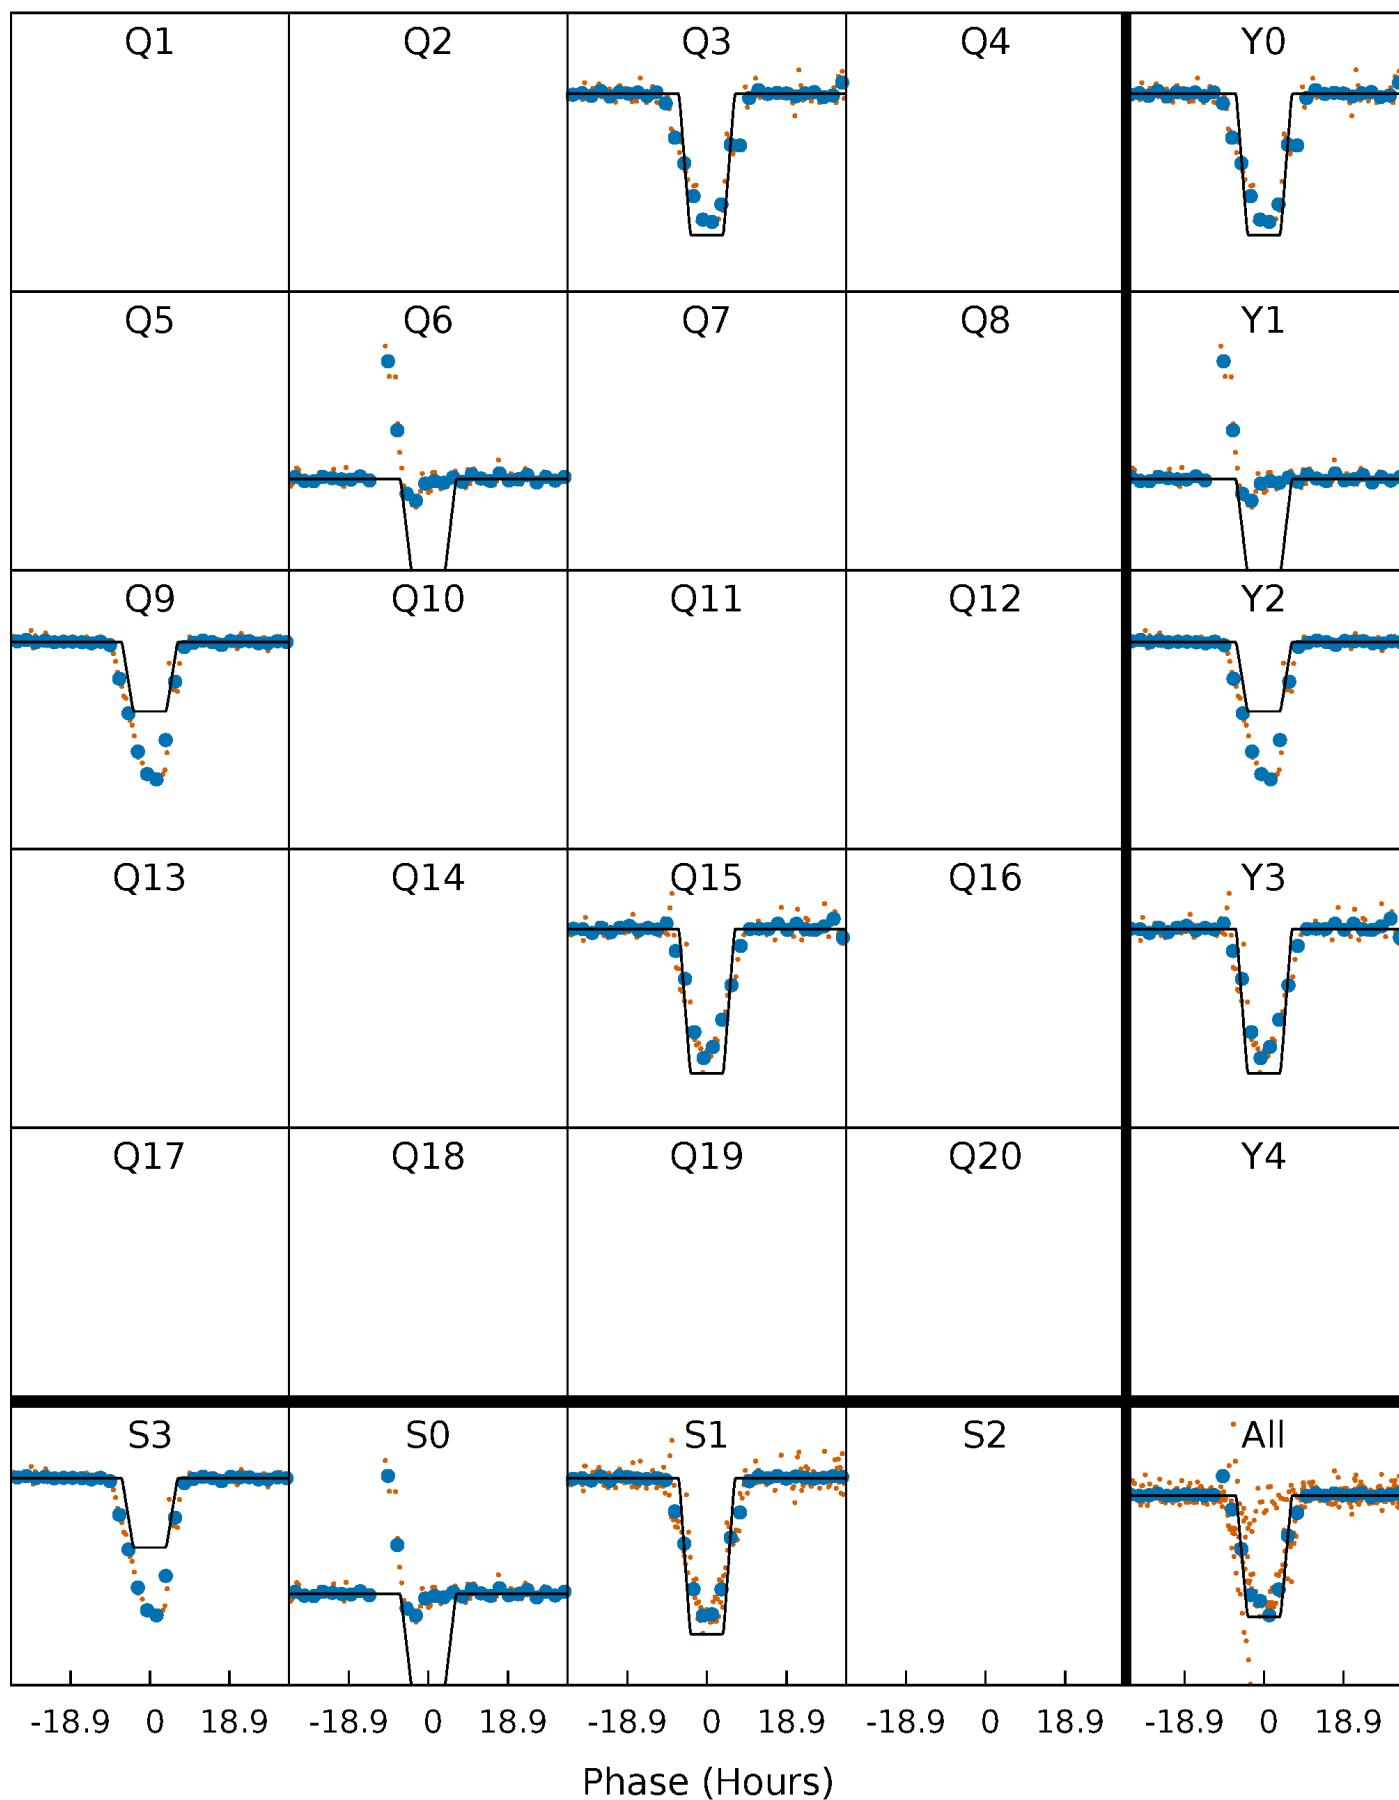 Q1 Q2 Q3 Q4 Y0
Q5 Q6 Q7 Q8 Y1
Q9 Q10 Q11 Q12 Y2
Q13 Q14 Q15 Q16 Y3
Q17 Q18 Q19 Q20 Y4
S3 S0 S1 S2 All
-18.9 0 18.9 -18.9 0 18.9 -18.9 0 18.9 -18.9 0 18.9 -18.9 0 18.9
Phase (Hours)